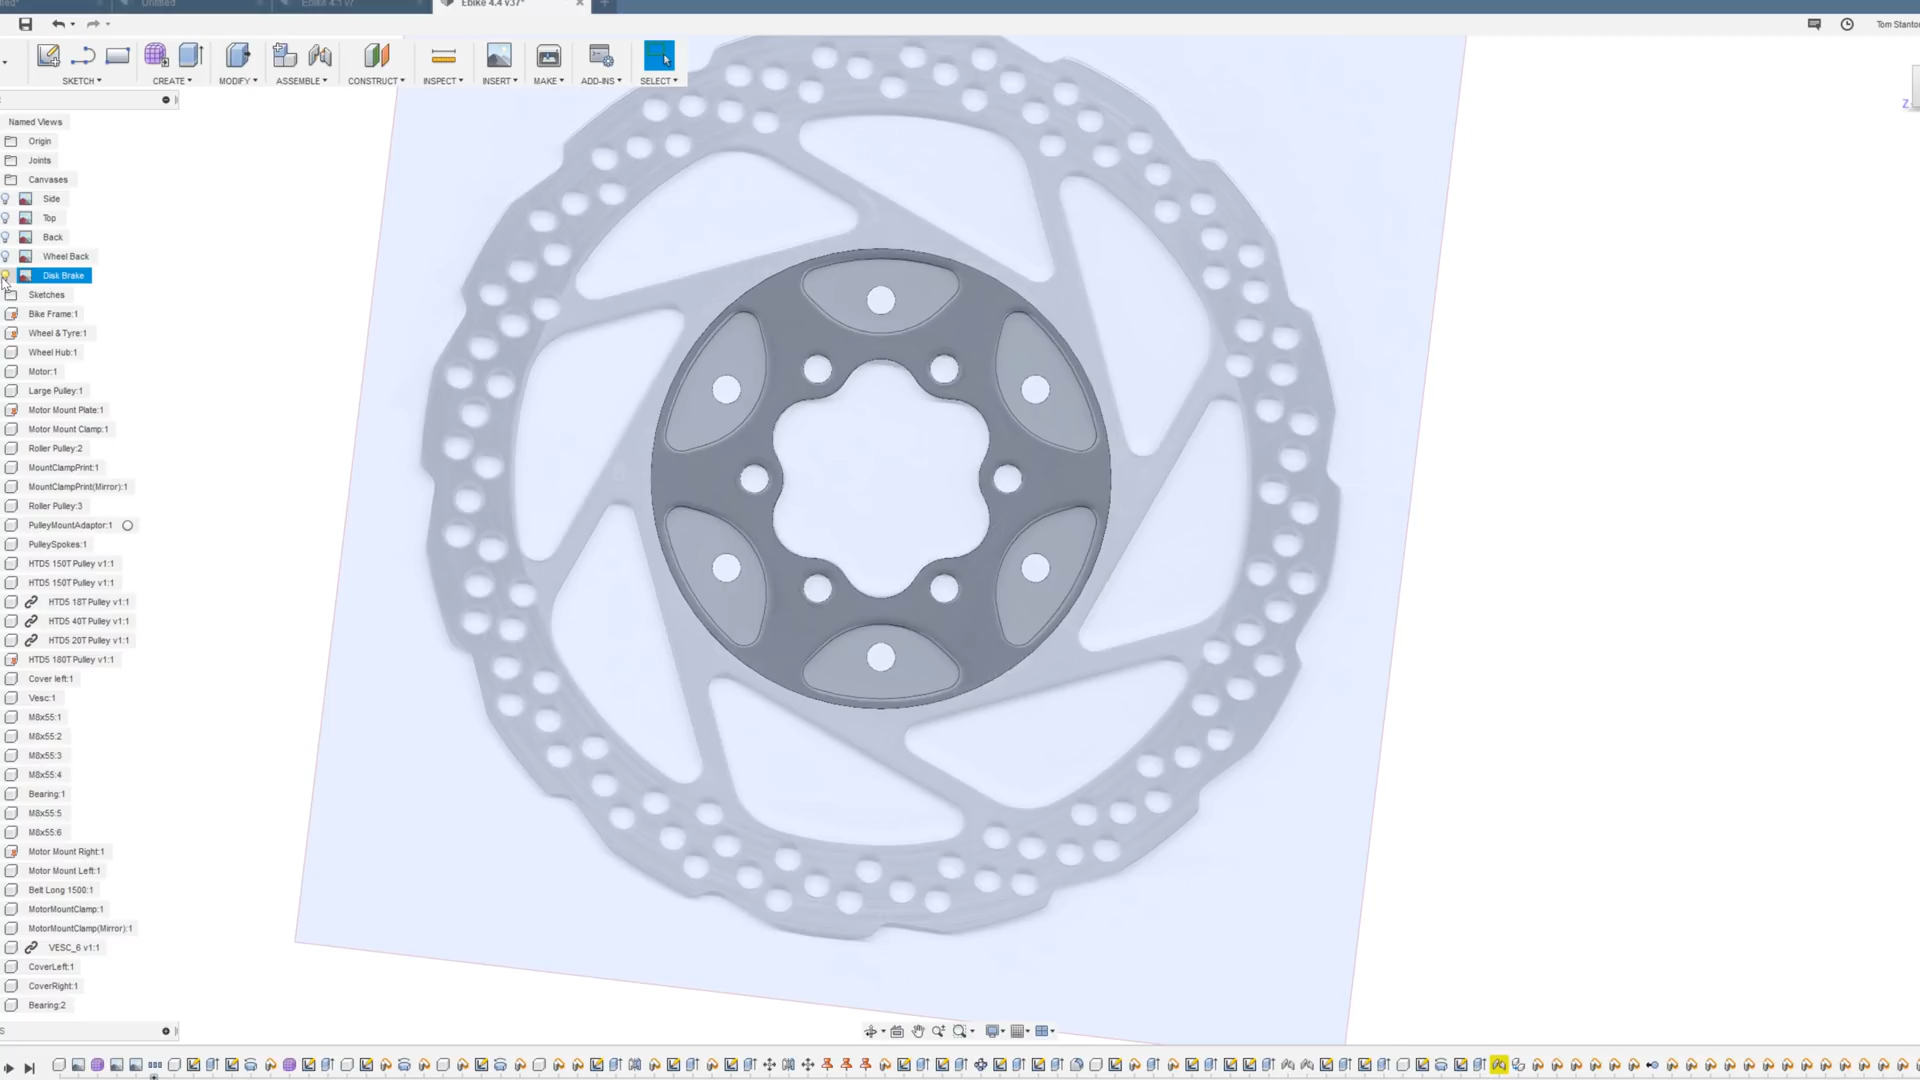 Untitled
Ebike 4.1 v7
Ebike 4.4 v37*
Tom Stanton
SKETCH
CREATE
MODIFY
ASSEMBLE
CONSTRUCT
INSPECT
INSERT
MAKE
ADD-INS
SELECT
Z
Named Views
Origin
Joints
Canvases
Side
Top
Back
Wheel Back
Disk Brake
Sketches
Bike Frame:1
Wheel & Tyre:1
Wheel Hub:1
Motor:1
Large Pulley:1
Motor Mount Plate:1
Motor Mount Clamp:1
Roller Pulley:2
MountClampPrint:1
MountClampPrint(Mirror):1
Roller Pulley:3
PulleyMountAdaptor:1
PulleySpokes:1
HTD5 150T Pulley v1:1
HTD5 150T Pulley v1:1
HTD5 18T Pulley v1:1
HTD5 40T Pulley v1:1
HTD5 20T Pulley v1:1
HTD5 180T Pulley v1:1
Cover left:1
Vesc:1
M8x55:1
M8x55:2
M8x55:3
M8x55:4
Bearing:1
M8x55:5
M8x55:6
Motor Mount Right:1
Motor Mount Left:1
Belt Long 1500:1
MotorMountClamp:1
MotorMountClamp(Mirror):1
VESC_6 v1:1
CoverLeft:1
CoverRight:1
Bearing:2